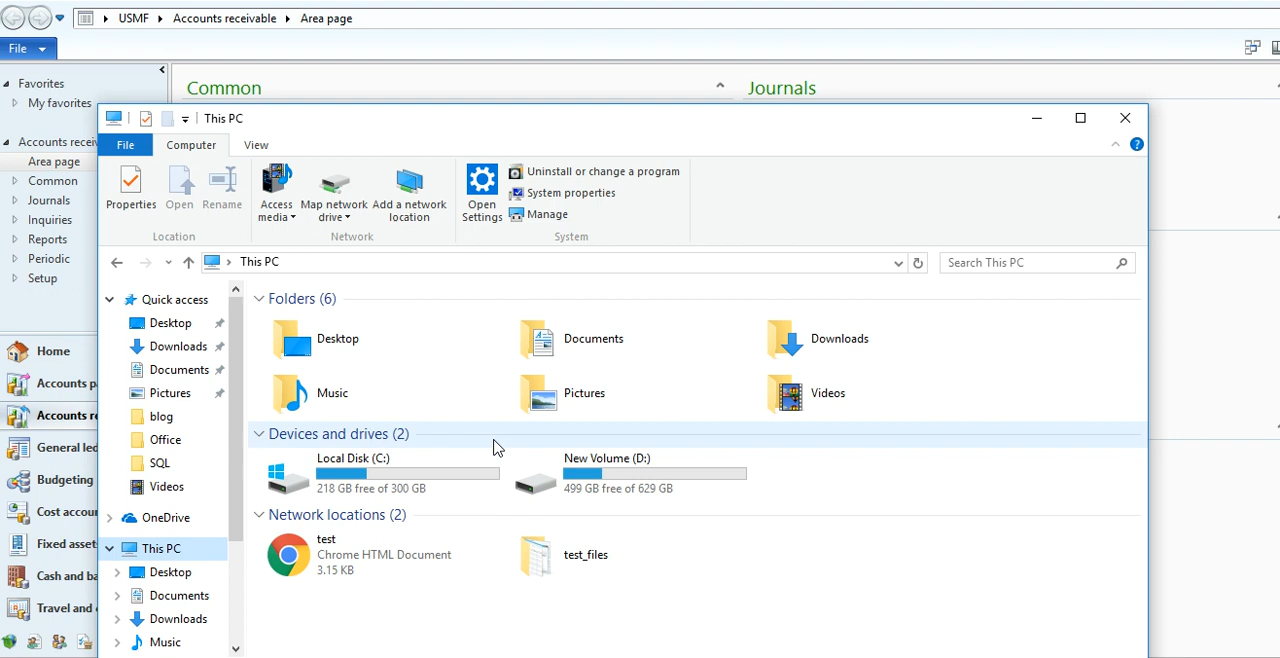 USMF Accounts receivable Area page
File
Favorites
My favorites
Accounts receiv
Area page
Common
Journals
Inquiries
Reports
Periodic
Setup
Home
Accounts pa
Accounts re
General led
Budgeting
Cost accoun
Fixed asset
Cash and ba
Travel and e
Common
Journals
This PC
File Computer View
Properties
Open
Rename
Location
Access media
Map network drive
Add a network location
Network
Open Settings
Uninstall or change a program
System properties
Manage
System
This PC
Search This PC
Quick access
Desktop
Downloads
Documents
Pictures
blog
Office
SQL
Videos
OneDrive
This PC
Desktop
Documents
Downloads
Music
Folders (6)
Desktop
Documents
Downloads
Music
Pictures
Videos
Devices and drives (2)
Local Disk (C:)
218 GB free of 300 GB
New Volume (D:)
499 GB free of 629 GB
Network locations (2)
test
Chrome HTML Document
3.15 KB
test_files